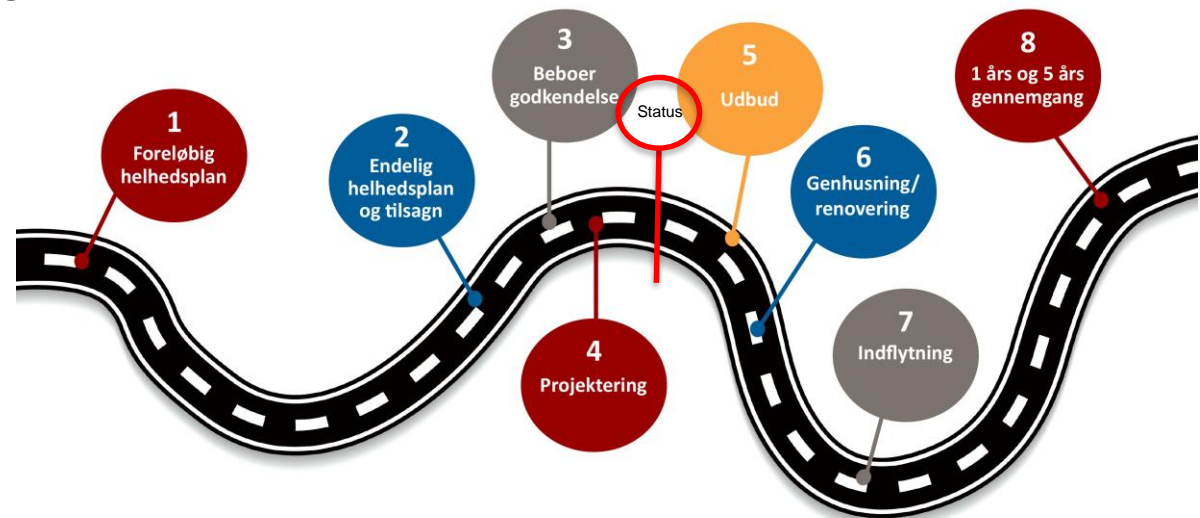 1
Foreløbig
helhedsplan
2
Endelig
helhedsplan
og tilsagn
3
Beboer
godkendelse
4
Projektering
Status
5
Udbud
6
Genhusning/
renovering
7
Indflytning
8
1 års og 5 års
gennemgang